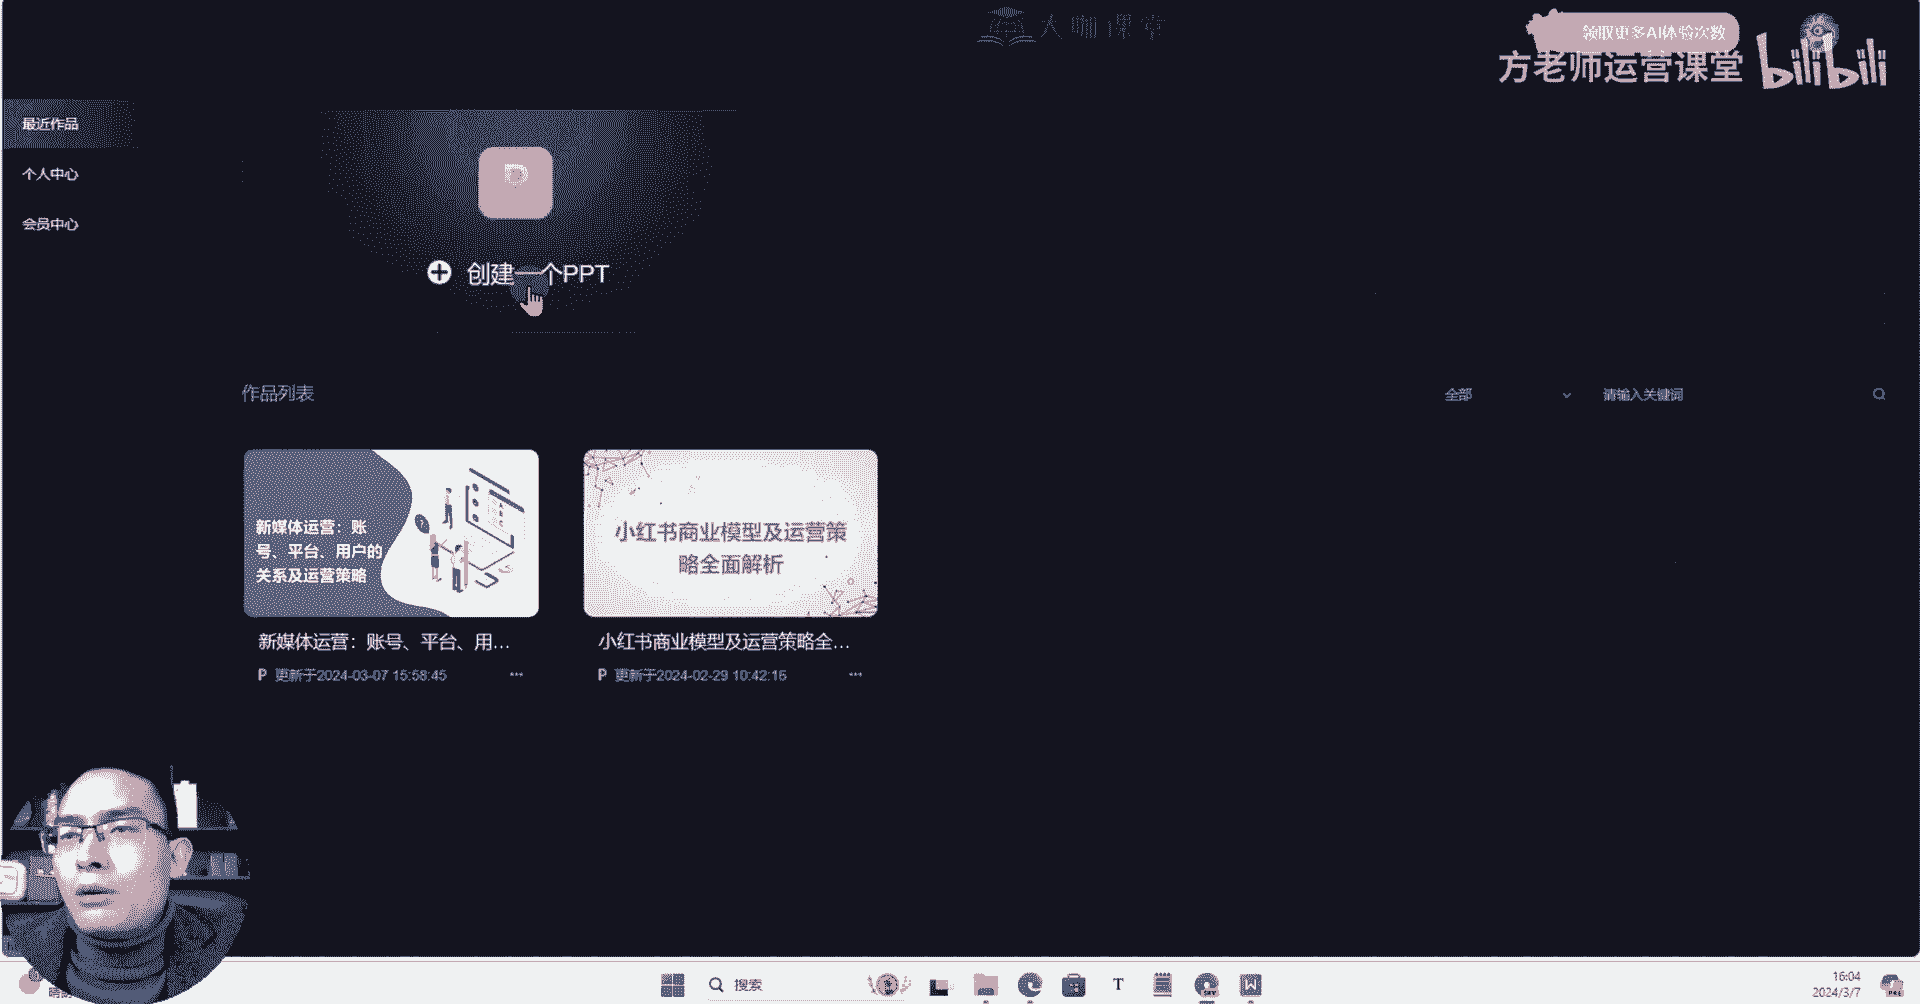 大咖课堂
领取更多AI体验次数
方老师运营课堂 bilibili
最近作品
个人中心
会员中心
P
创建一个PPT
作品列表
全部
请输入关键词
新媒体运营：账
号、平台、用户的
关系及运营策略
小红书商业模型及运营策
略全面解析
新媒体运营：账号、平台、用...
P 更新于2024-03-07 15:58:45
小红书商业模型及运营策略全...
P 更新于2024-02-29 10:42:15
搜索
T
W
16:04
2024/3/7